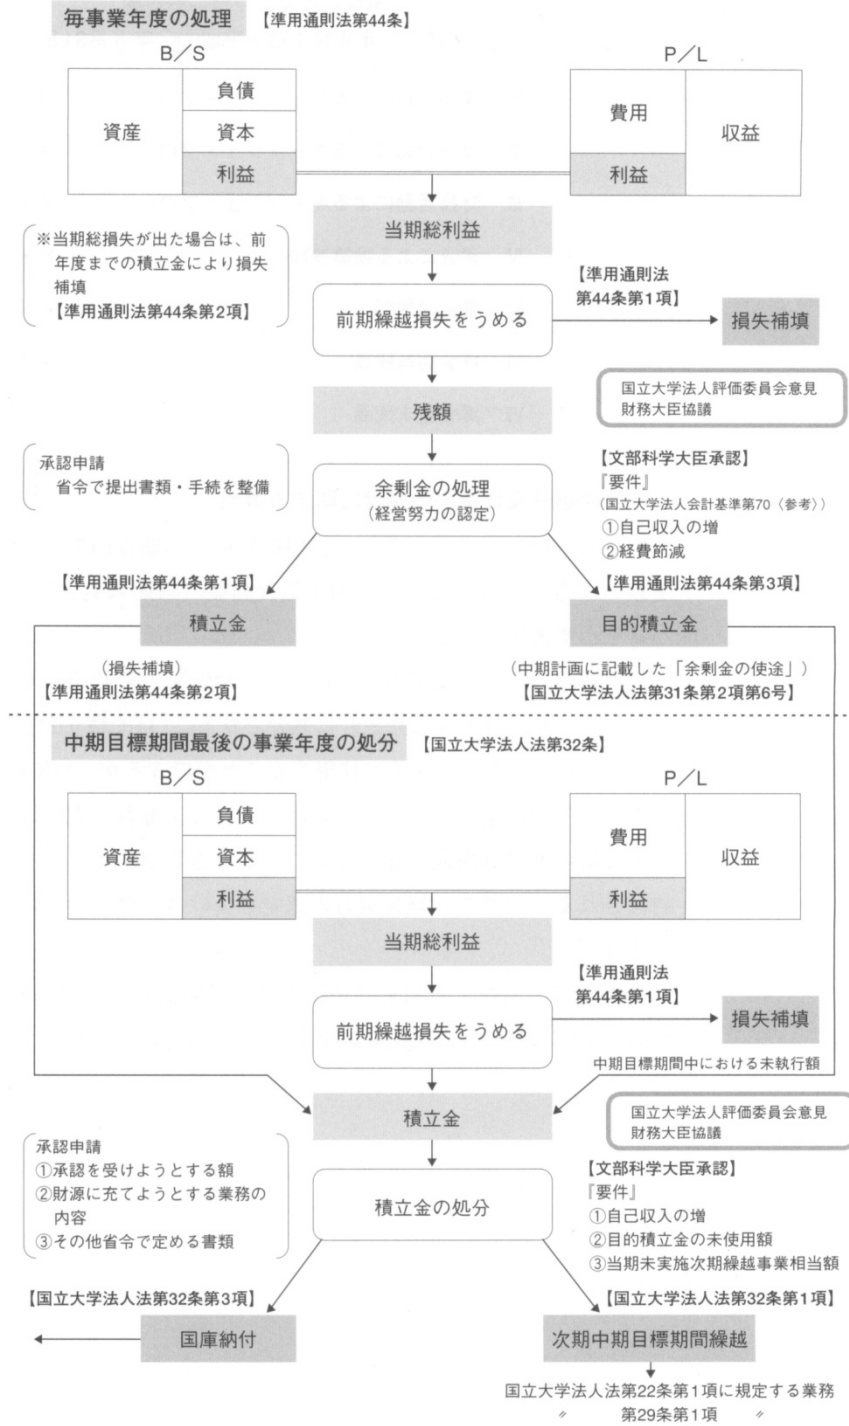 毎事業年度の処理 【準用通則法第44条】
B／S
P／L
資産
負債
資本
利益
費用
利益
収益
当期総利益
※当期総損失が出た場合は、前
年度までの積立金により損失
補填
【準用通則法第44条第2項】
前期繰越損失をうめる
【準用通則法
第44条第1項】
損失補填
残額
国立大学法人評価委員会意見
財務大臣協議
承認申請
省令で提出書類・手続を整備
余剰金の処理
(経営努力の認定)
【文部科学大臣承認】
『要件』
(国立大学法人会計基準第70〈参考〉)
①自己収入の増
②経費節減
【準用通則法第44条第1項】
積立金
(損失補填)
【準用通則法第44条第2項】
【準用通則法第44条第3項】
目的積立金
(中期計画に記載した「余剰金の使途」)
【国立大学法人法第31条第2項第6号】
中期目標期間最後の事業年度の処分 【国立大学法人法第32条】
B／S
P／L
資産
負債
資本
利益
費用
利益
収益
当期総利益
前期繰越損失をうめる
【準用通則法
第44条第1項】
損失補填
中期目標期間中における未執行額
積立金
国立大学法人評価委員会意見
財務大臣協議
承認申請
①承認を受けようとする額
②財源に充てようとする業務の
内容
③その他省令で定める書類
積立金の処分
【文部科学大臣承認】
『要件』
①自己収入の増
②目的積立金の未使用額
③当期未実施次期繰越事業相当額
【国立大学法人法第32条第3項】
国庫納付
【国立大学法人法第32条第1項】
次期中期目標期間繰越
国立大学法人法第22条第1項に規定する業務
〃 第29条第1項 〃